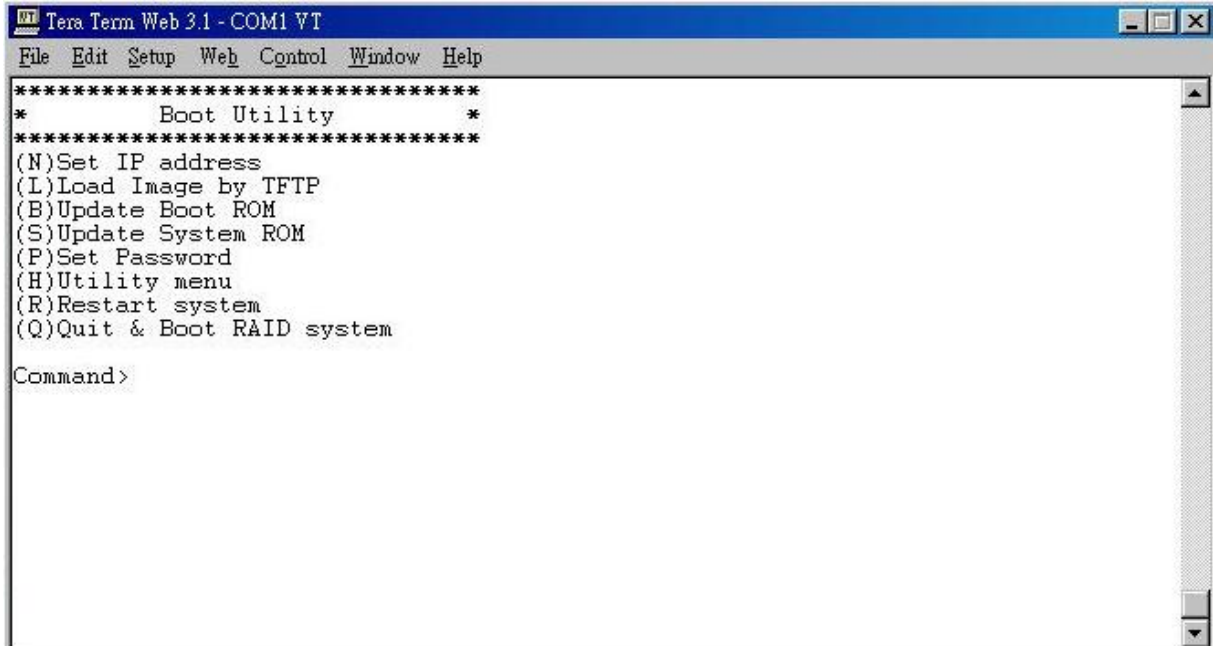 Tera Term Web 3.1 - COM1 VT
File Edit Setup Web Control Window Help
********************************
* Boot Utility *
********************************
(N)Set IP address
(L)Load Image by TFTP
(B)Update Boot ROM
(S)Update System ROM
(P)Set Password
(H)Utility menu
(R)Restart system
(Q)Quit & Boot RAID system
Command>